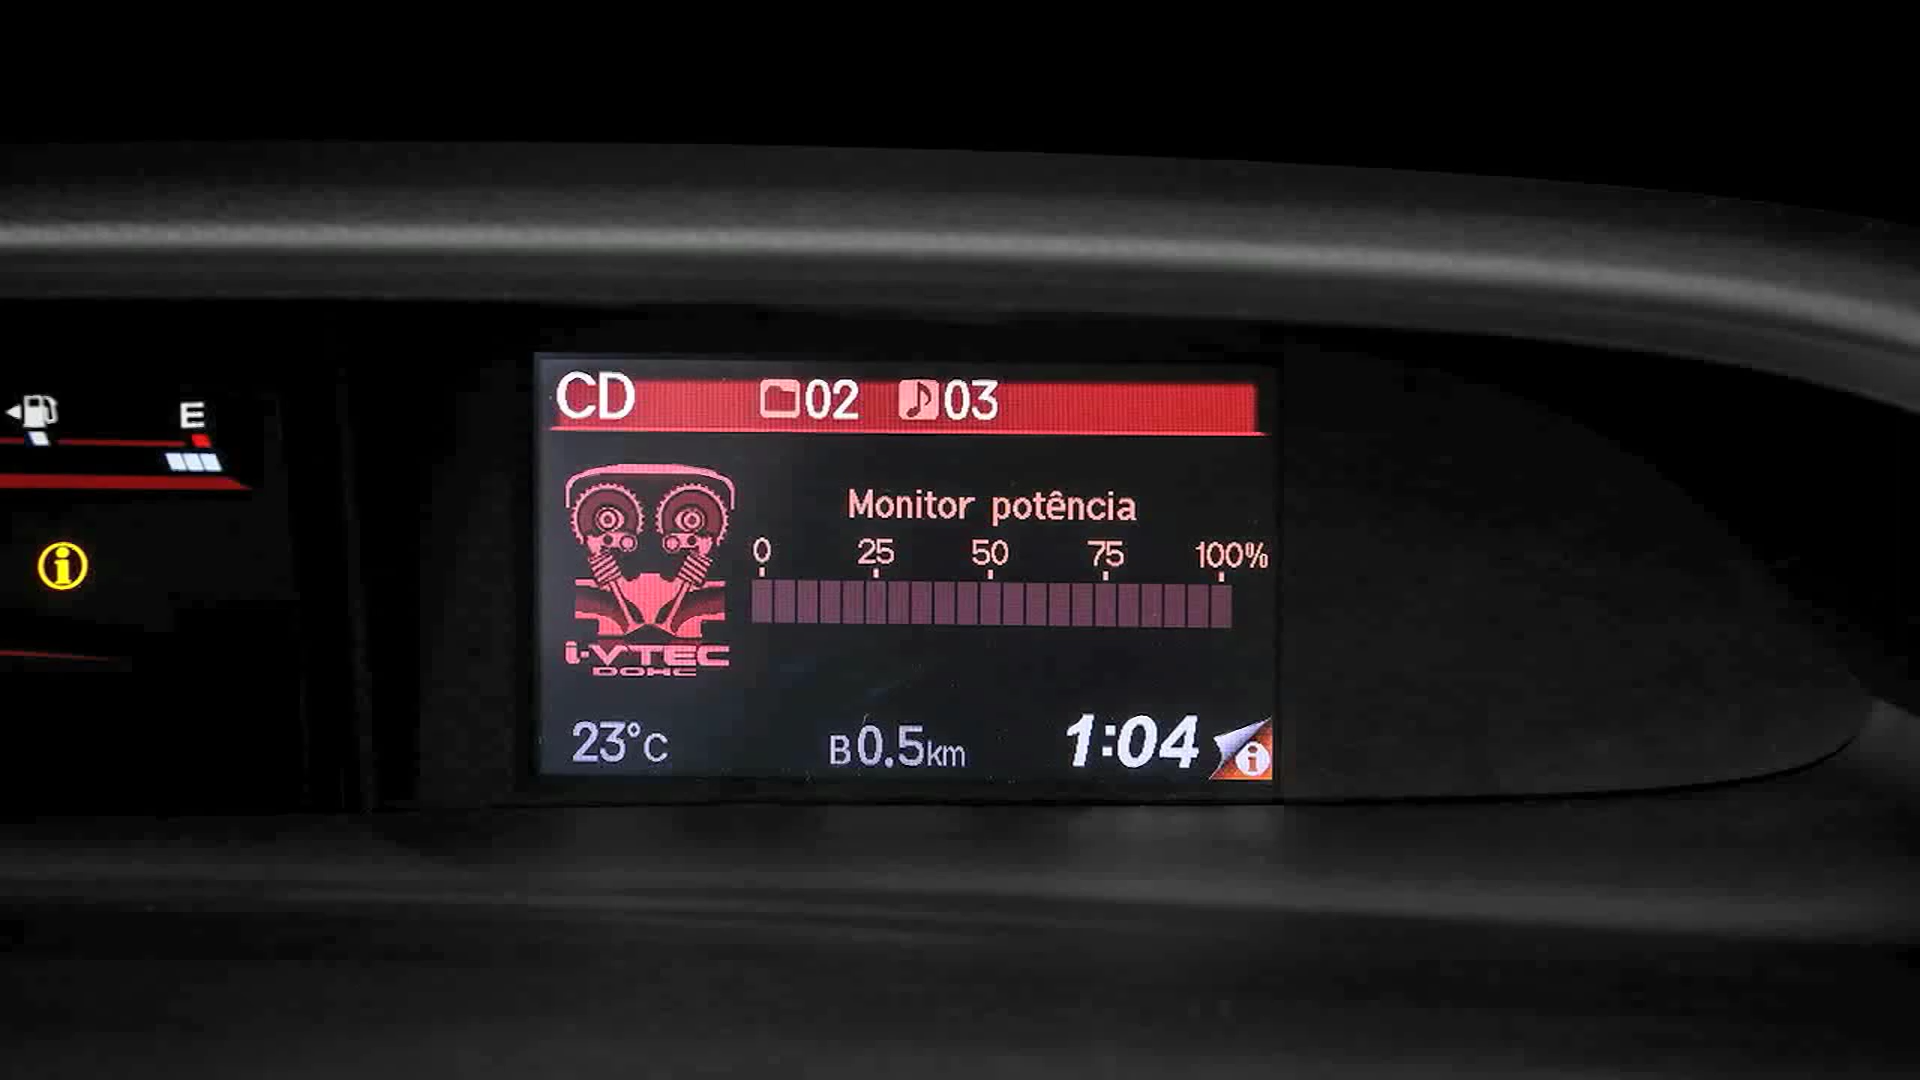 CD 02 03
E
Monitor potência
0 25 50 75 100%
i-VTEC
DOHC
23°C B0.5km 1:04